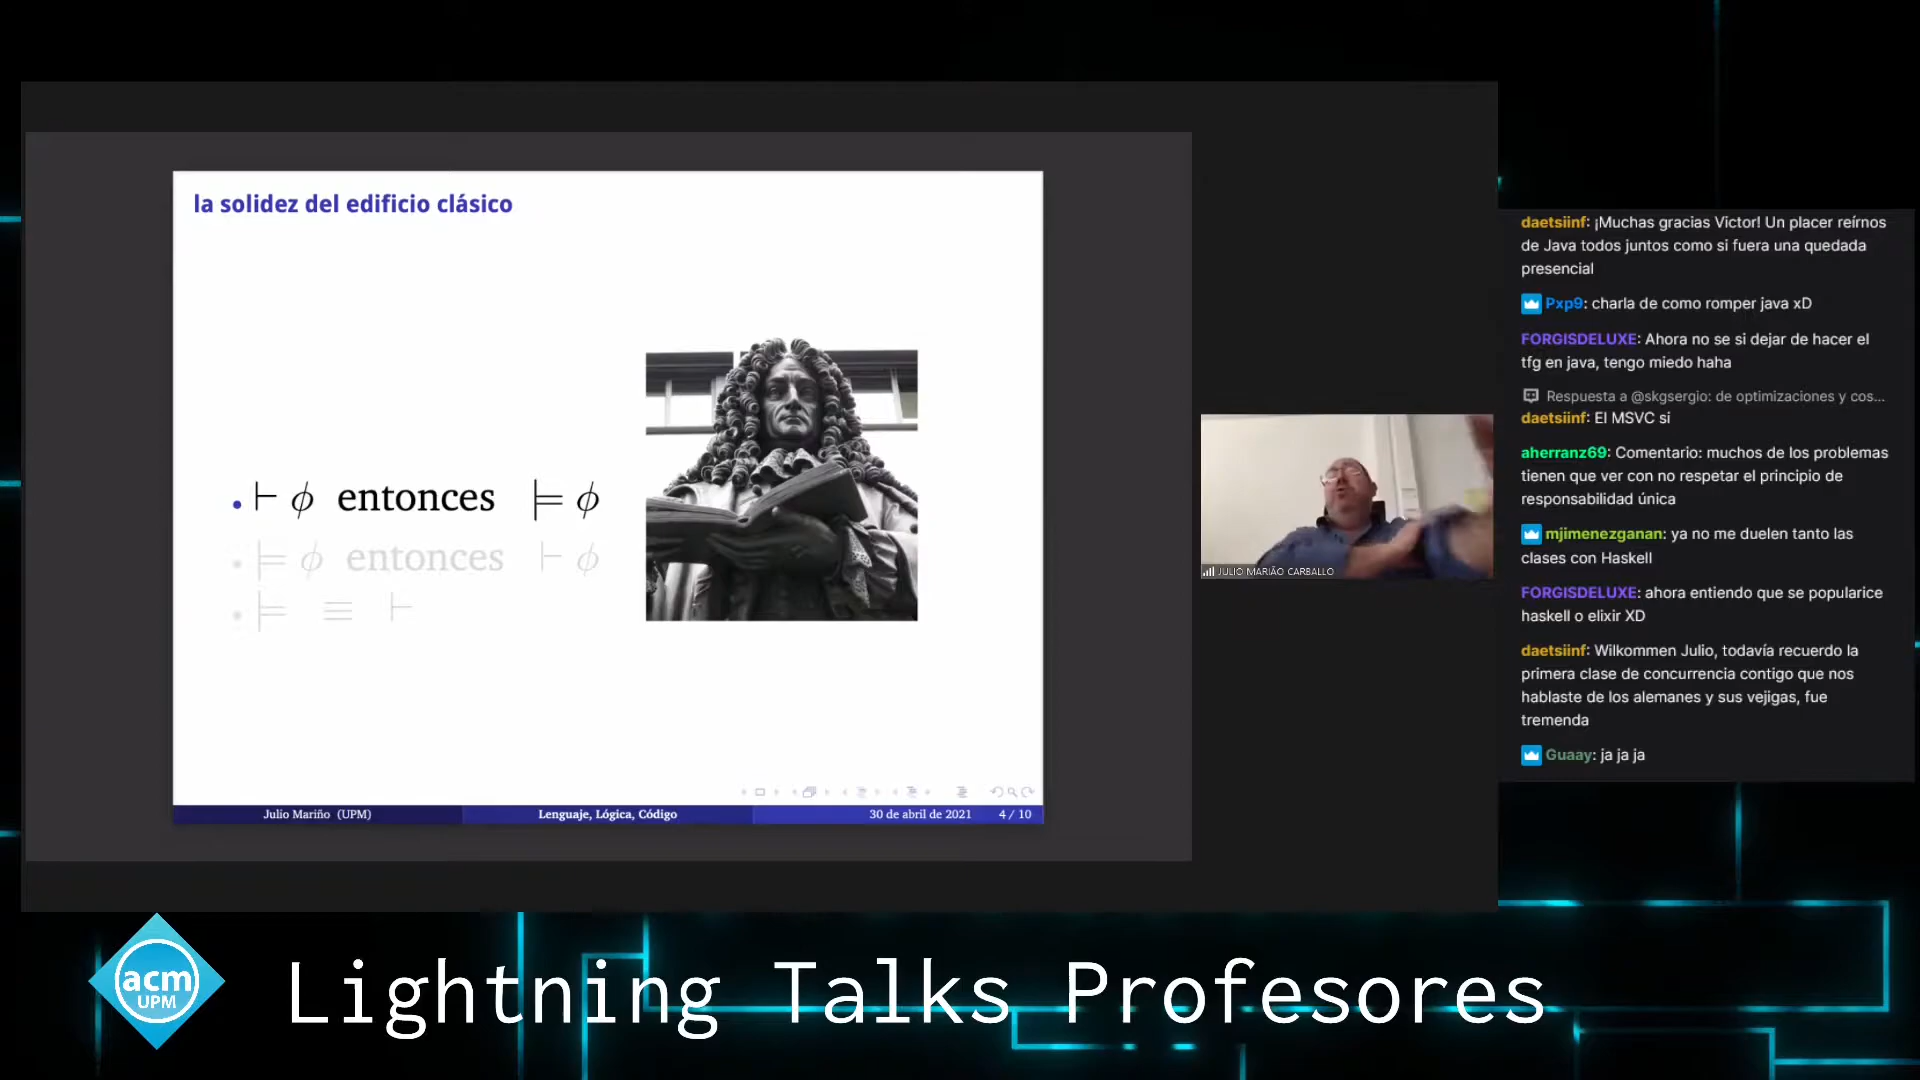 la solidez del edificio clásico
⊢ ϕ entonces ⊨ ϕ
⊨ ϕ entonces ⊢ ϕ
⊨ ≡ ⊢
Julio Mariño (UPM) Lenguaje, Lógica, Código 30 de abril de 2021 4 / 10
JULIO MARIÃO CARBALLO
daetsiinf: ¡Muchas gracias Victor! Un placer reírnos
de Java todos juntos como si fuera una quedada
presencial
Pxp9: charla de como romper java xD
FORGISDELUXE: Ahora no se si dejar de hacer el
tfg en java, tengo miedo haha
Respuesta a @skgsergio: de optimizaciones y cos...
daetsiinf: El MSVC si
aherranz69: Comentario: muchos de los problemas
tienen que ver con no respetar el principio de
responsabilidad única
mjimenezganan: ya no me duelen tanto las
clases con Haskell
FORGISDELUXE: ahora entiendo que se popularice
haskell o elixir XD
daetsiinf: Wilkommen Julio, todavía recuerdo la
primera clase de concurrencia contigo que nos
hablaste de los alemanes y sus vejigas, fue
tremenda
Guaay: ja ja ja
acm
UPM
Lightning Talks Profesores